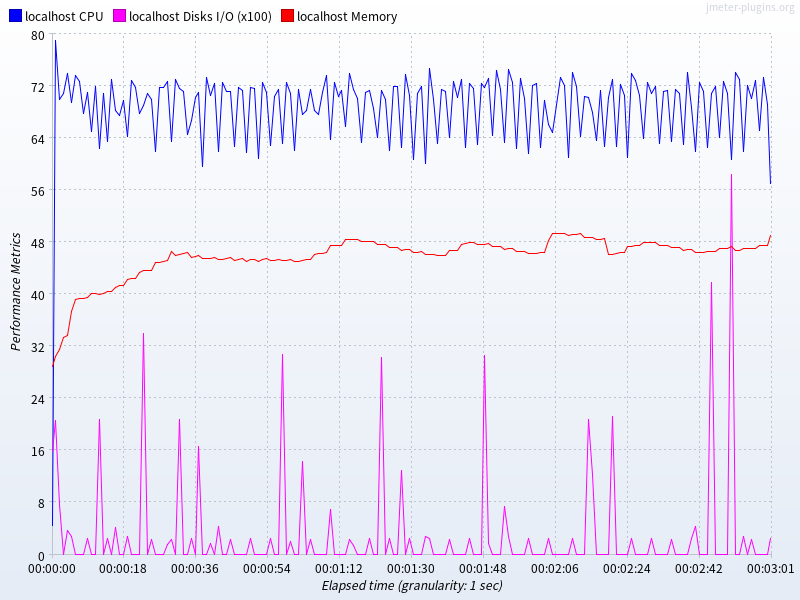 jmeter-plugins.org
localhost CPU localhost Disks I/O (x100) localhost Memory
80
72
64
56
48
40
32
24
16
8
0
Performance Metrics
00:00:00 00:00:18 00:00:36 00:00:54 00:01:12 00:01:30 00:01:48 00:02:06 00:02:24 00:02:42 00:03:01
Elapsed time (granularity: 1 sec)